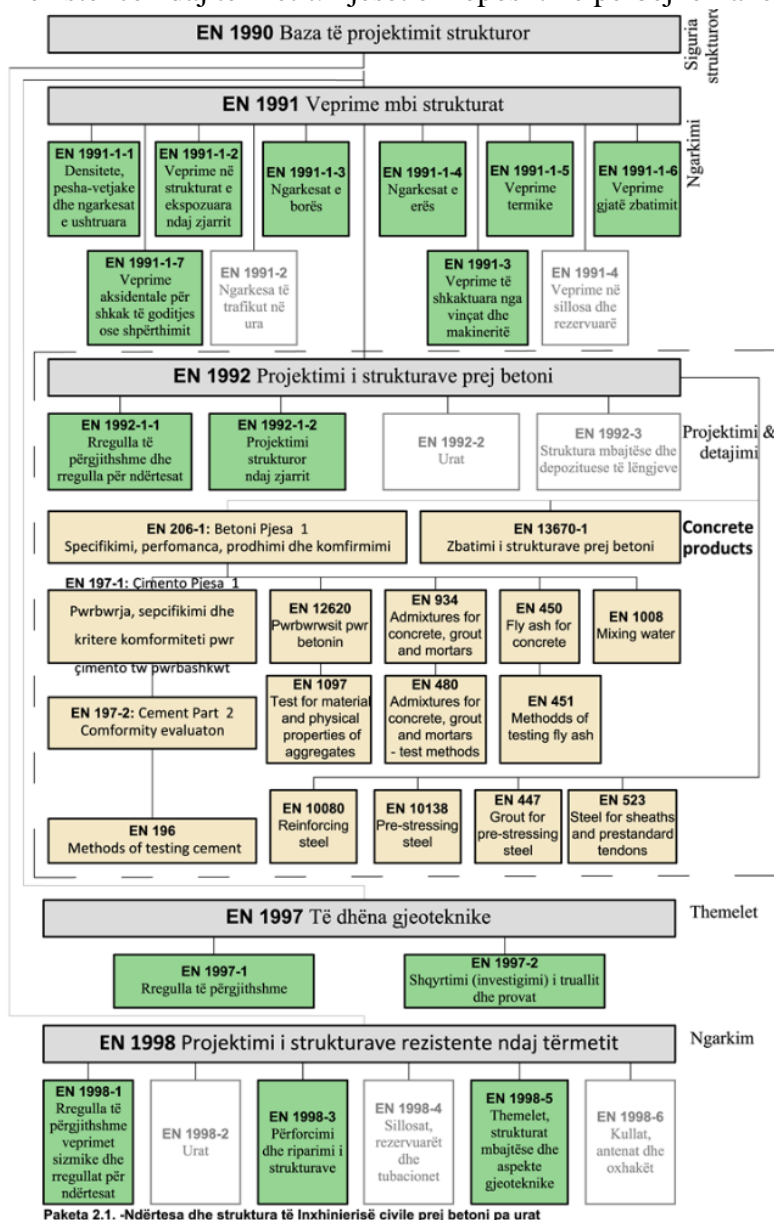 EN 1990 Baza të projektimit strukturor
Siguria
strukturore
EN 1991 Veprime mbi strukturat
Ngarkimi
EN 1991-1-1
Densitete,
pesha-vetjake
dhe ngarkesat
e ushtruara
EN 1991-1-2
Veprime në
strukturat e
ekspozuara
ndaj zjarrit
EN 1991-1-3
Ngarkesat e
borës
EN 1991-1-4
Ngarkesat e
erës
EN 1991-1-5
Veprime
termike
EN 1991-1-6
Veprime
gjatë zbatimit
EN 1991-1-7
Veprime
aksidentale për
shkak të goditjes
ose shpërthimit
EN 1991-2
Ngarkesa të
trafikut në
ura
EN 1991-3
Veprime të
shkaktuara nga
vinçat dhe
makineritë
EN 1991-4
Veprime në
sillosa dhe
rezervuarë
EN 1992 Projektimi i strukturave prej betoni
EN 1992-1-1
Rregulla të
përgjithshme dhe
rregulla për ndërtesat
EN 1992-1-2
Projektimi
strukturor
ndaj zjarrit
EN 1992-2
Urat
EN 1992-3
Struktura mbajtëse dhe
depozituese të lëngjeve
Projektimi &
detajimi
EN 206-1: Betoni Pjesa 1
Specifikimi, perfomanca, prodhimi dhe komfirmimi
EN 13670-1
Zbatimi i strukturave prej betoni
Concrete
products
EN 197-1: Çimento Pjesa 1
Pwrbwrja, sepcifikimi dhe
kritere komformiteti pwr
çimento tw pwrbashkwt
EN 12620
Pwrbwrwsit pwr
betonin
EN 934
Admixtures for
concrete, grout
and mortars
EN 450
Fly ash for
concrete
EN 1008
Mixing water
EN 197-2: Cement Part 2
Comformity evaluaton
EN 1097
Test for material
and physical
properties of
aggregates
EN 480
Admixtures for
concrete, grout
and mortars
- test methods
EN 451
Methodds of
testing fly ash
EN 196
Methods of testing cement
EN 10080
Reinforcing
steel
EN 10138
Pre-stressing
steel
EN 447
Grout for
pre-stressing
steel
EN 523
Steel for sheaths
and prestandard
tendons
EN 1997 Të dhëna gjeoteknike
Themelet
EN 1997-1
Rregulla të përgjithshme
EN 1997-2
Shqyrtimi (investigimi) i truallit
dhe provat
EN 1998 Projektimi i strukturave rezistente ndaj tërmetit
Ngarkim
EN 1998-1
Rregulla të
përgjithshme
veprimet
sizmike dhe
rregullat për
ndërtesat
EN 1998-2
Urat
EN 1998-3
Përforcimi
dhe riparimi i
strukturave
EN 1998-4
Sillosat,
rezervuarët
dhe
tubacionet
EN 1998-5
Themelet,
strukturat
mbajtëse dhe
aspekte
gjeoteknike
EN 1998-6
Kullat,
antenat dhe
oxhakët
Paketa 2.1. -Ndërtesa dhe struktura të Inxhinierisë civile prej betoni pa urat